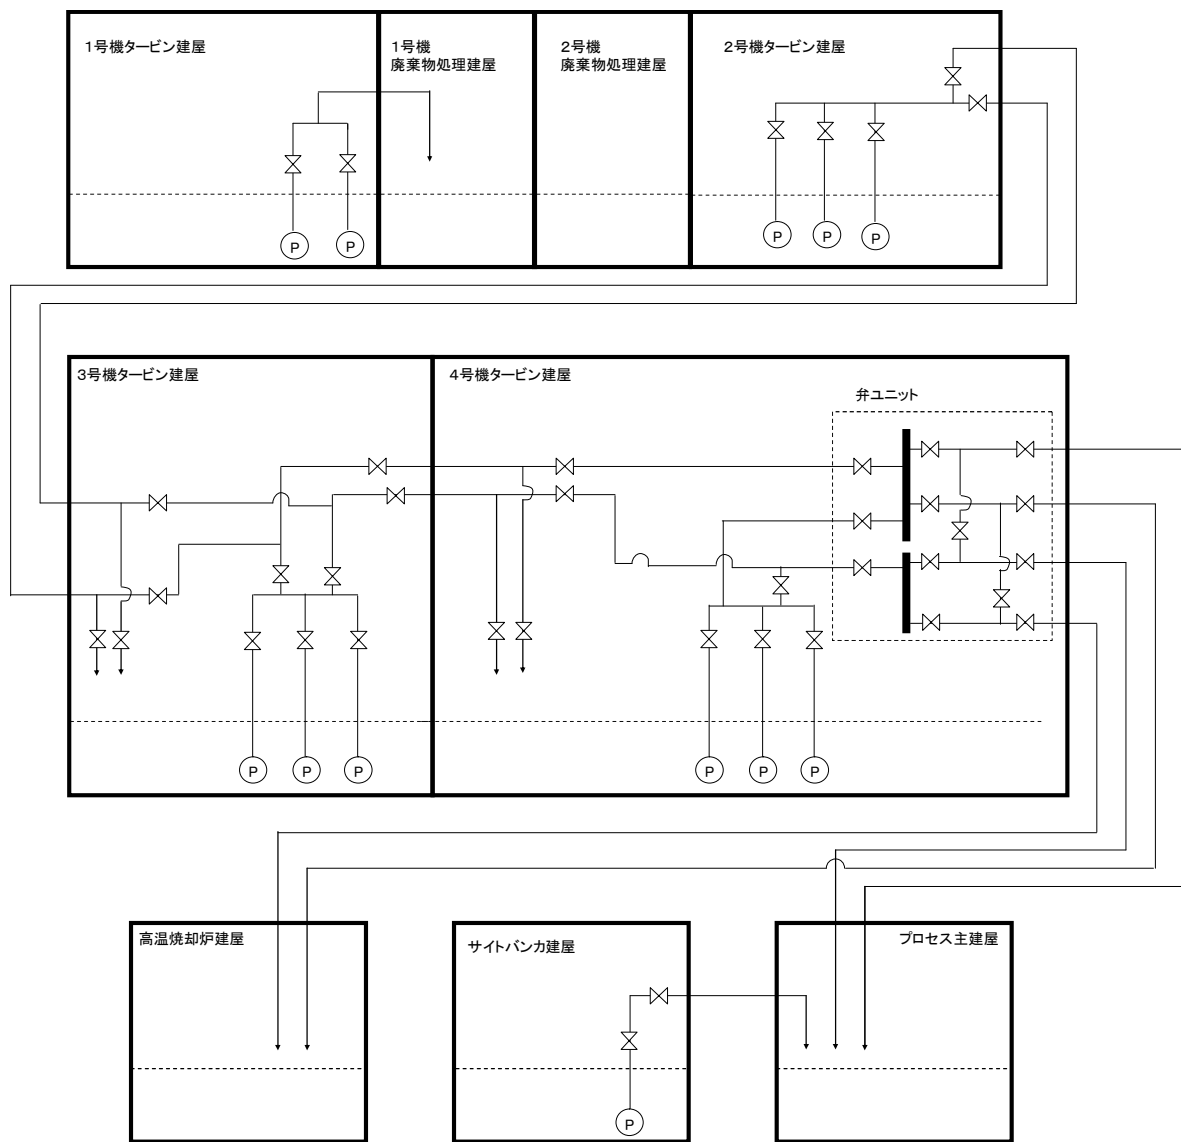 1号機タービン建屋
1号機
廃棄物処理建屋
2号機
廃棄物処理建屋
2号機タービン建屋
P
P
P
P
P
3号機タービン建屋
4号機タービン建屋
弁ユニット
P
P
P
P
P
P
高温焼却炉建屋
サイトバンカ建屋
プロセス主建屋
P